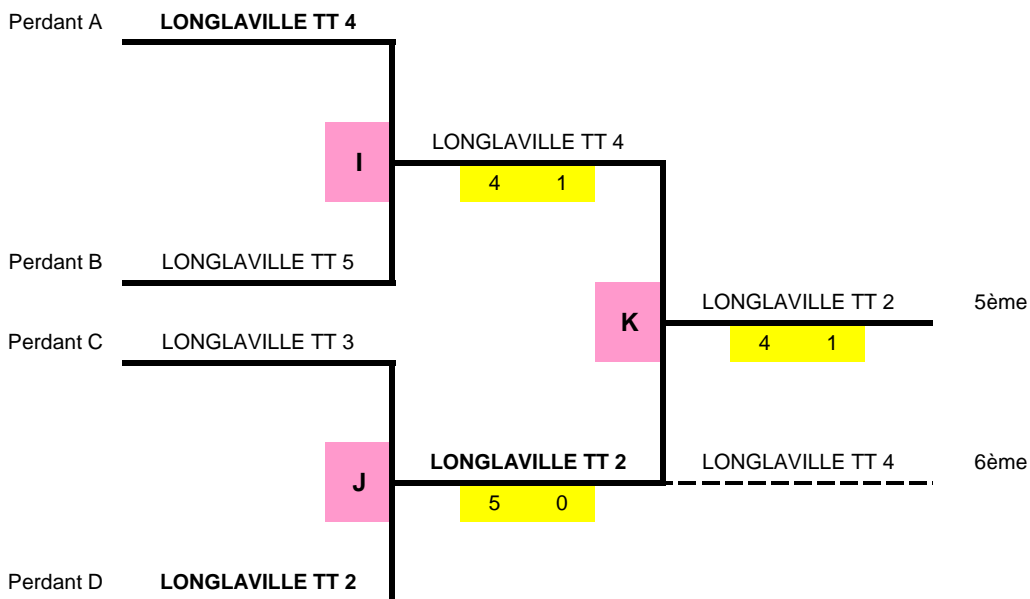 Perdant A LONGLAVILLE TT 4
I LONGLAVILLE TT 4
4 1
Perdant B LONGLAVILLE TT 5
K LONGLAVILLE TT 2 5ème
4 1
Perdant C LONGLAVILLE TT 3
J LONGLAVILLE TT 2
5 0
LONGLAVILLE TT 4 6ème
Perdant D LONGLAVILLE TT 2